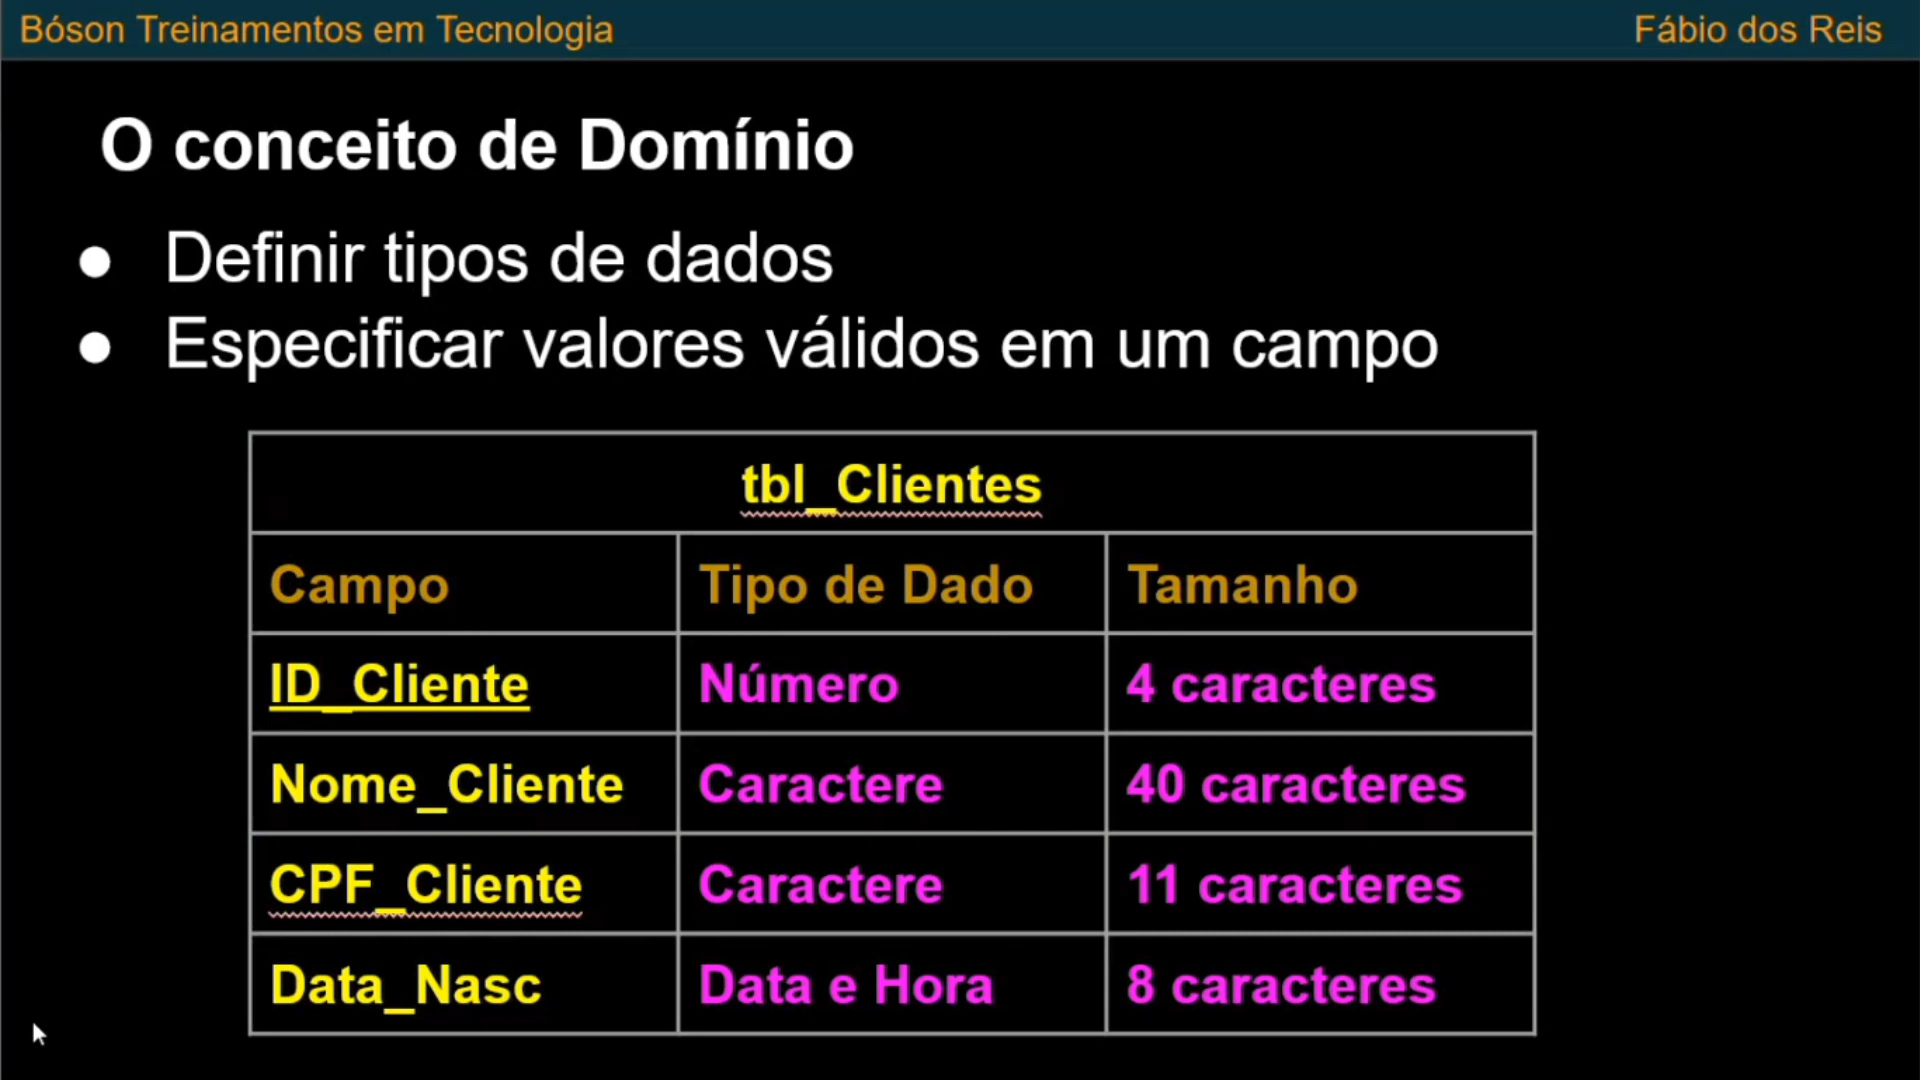 Bóson Treinamentos em Tecnologia
Fábio dos Reis
O conceito de Domínio
● Definir tipos de dados
● Especificar valores válidos em um campo
tbl_Clientes
Campo Tipo de Dado Tamanho
ID_Cliente Número 4 caracteres
Nome_Cliente Caractere 40 caracteres
CPF_Cliente Caractere 11 caracteres
Data_Nasc Data e Hora 8 caracteres